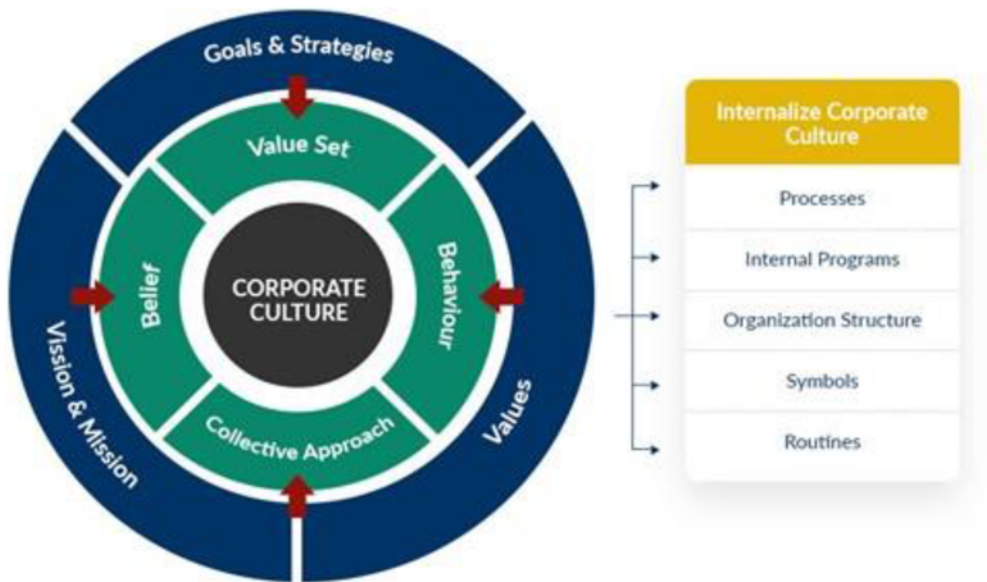 Goals & Strategies
Value Set
Belief
Behaviour
CORPORATE
CULTURE
Collective Approach
Vission & Mission
Values
Internalize Corporate
Culture
Processes
Internal Programs
Organization Structure
Symbols
Routines